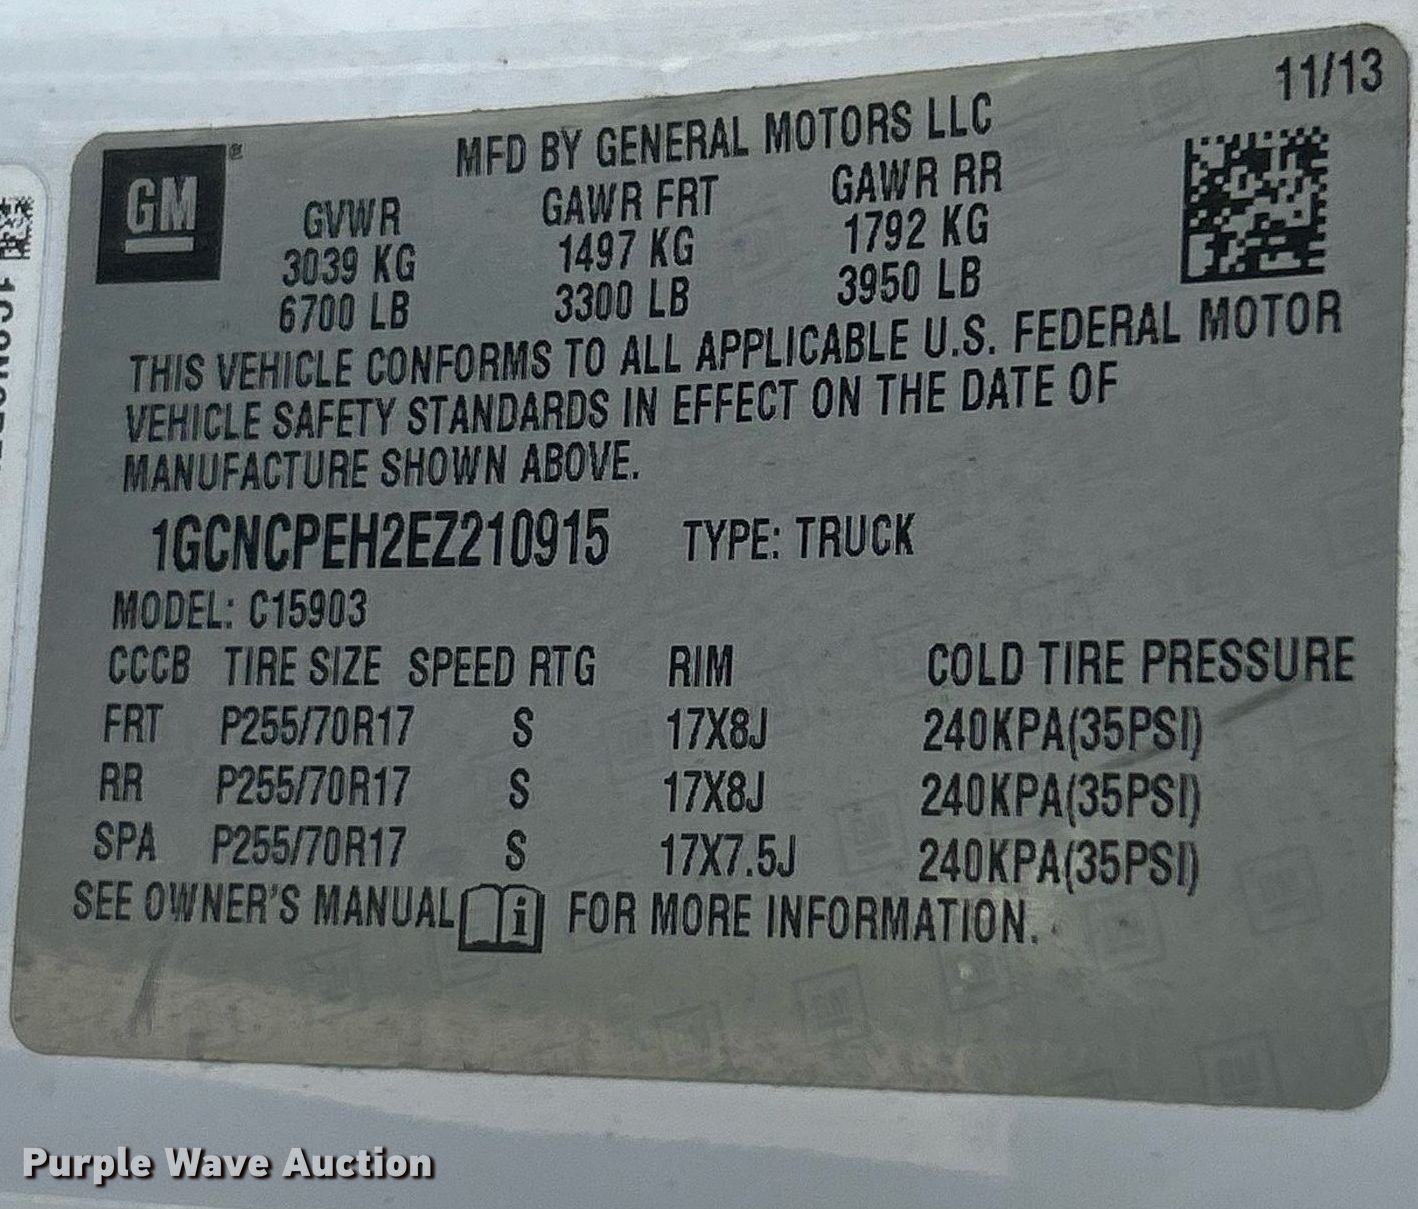 11/13
MFD BY GENERAL MOTORS LLC
GM
GVWR GAWR FRT GAWR RR
3039 KG 1497 KG 1792 KG
6700 LB 3300 LB 3950 LB
THIS VEHICLE CONFORMS TO ALL APPLICABLE U.S. FEDERAL MOTOR
VEHICLE SAFETY STANDARDS IN EFFECT ON THE DATE OF
MANUFACTURE SHOWN ABOVE.
1GCNCPEH2EZ210915 TYPE: TRUCK
MODEL: C15903
CCCB TIRE SIZE SPEED RTG RIM COLD TIRE PRESSURE
FRT P255/70R17 S 17X8J 240KPA(35PSI)
RR P255/70R17 S 17X8J 240KPA(35PSI)
SPA P255/70R17 S 17X7.5J 240KPA(35PSI)
SEE OWNER'S MANUAL i FOR MORE INFORMATION.
Purple Wave Auction